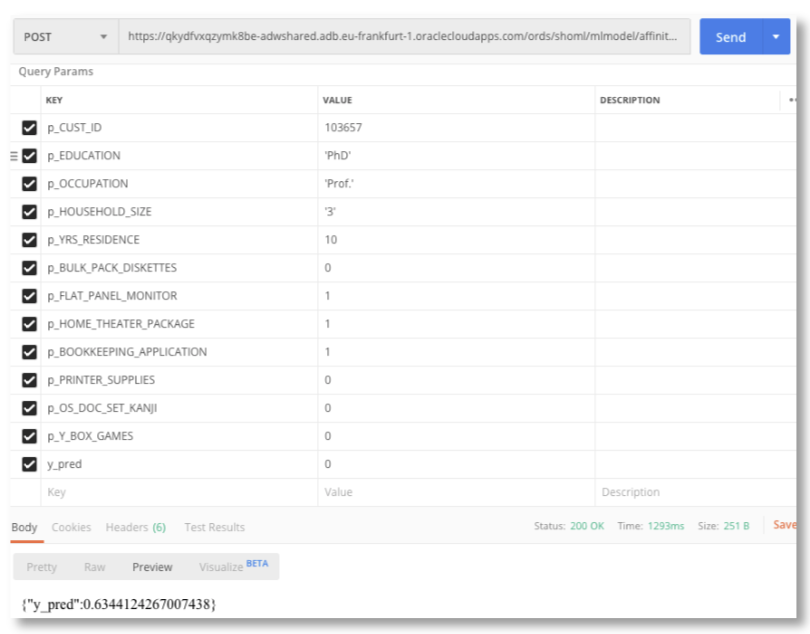 POST https://qkydfvxqzymk8be-adwshared.adb.eu-frankfurt-1.oraclecloudapps.com/ords/shoml/mlmodel/affinit... Send
Query Params
KEY VALUE DESCRIPTION
p_CUST_ID 103657
p_EDUCATION 'PhD'
p_OCCUPATION 'Prof.'
p_HOUSEHOLD_SIZE '3'
p_YRS_RESIDENCE 10
p_BULK_PACK_DISKETTES 0
p_FLAT_PANEL_MONITOR 1
p_HOME_THEATER_PACKAGE 1
p_BOOKKEEPING_APPLICATION 1
p_PRINTER_SUPPLIES 0
p_OS_DOC_SET_KANJI 0
p_Y_BOX_GAMES 0
y_pred 0
Key Value Description
Body Cookies Headers (6) Test Results Status: 200 OK Time: 1293ms Size: 251 B Save
Pretty Raw Preview Visualize BETA
{"y_pred":0.6344124267007438}